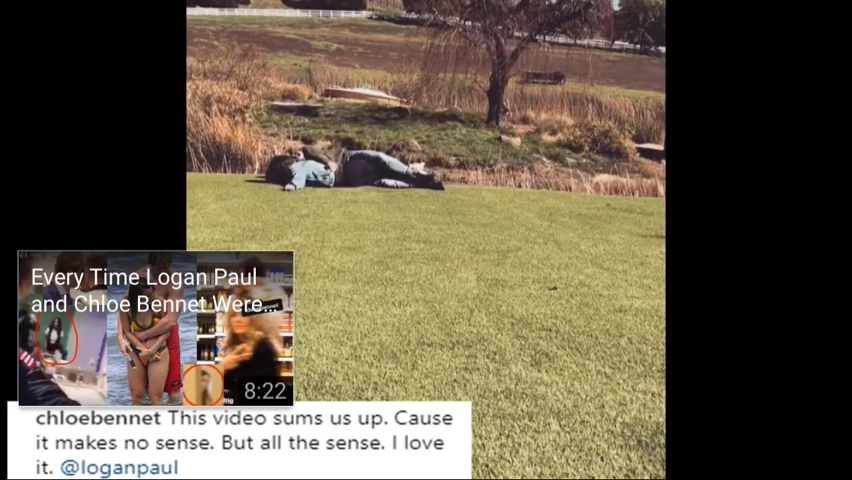 Every Time Logan Paul
and Chloe Bennet Were...
8:22
chloebennet This video sums us up. Cause
it makes no sense. But all the sense. I love
it. @loganpaul